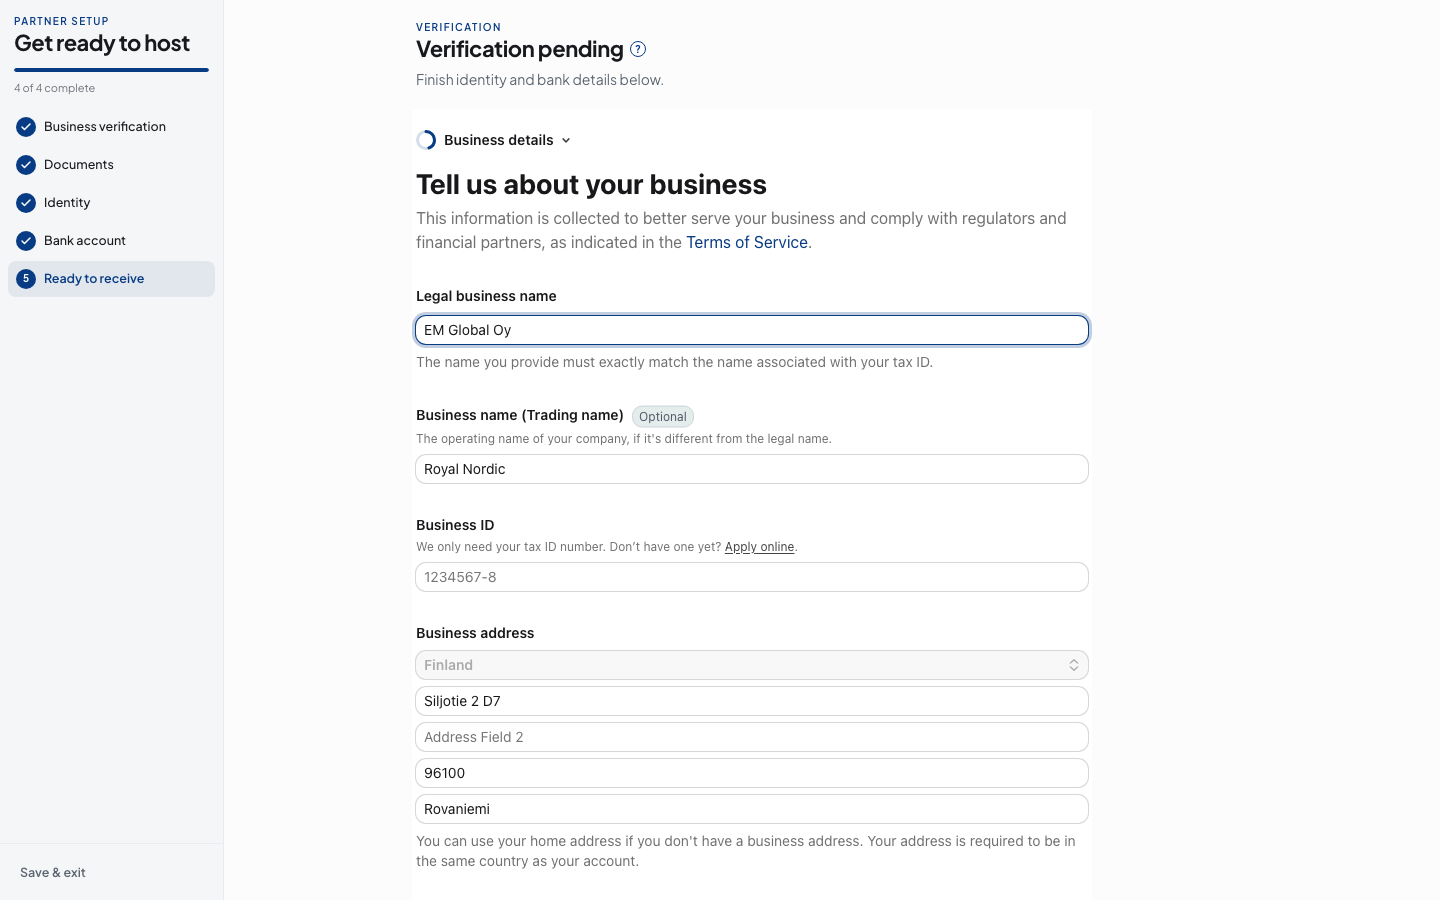 PARTNER SETUP
Get ready to host
4 of 4 complete
Business verification
Documents
Identity
Bank account
5 Ready to receive
Save & exit
VERIFICATION
Verification pending ?
Finish identity and bank details below.
Business details
Tell us about your business
This information is collected to better serve your business and comply with regulators and
financial partners, as indicated in the Terms of Service.
Legal business name
EM Global Oy
The name you provide must exactly match the name associated with your tax ID.
Business name (Trading name) Optional
The operating name of your company, if it's different from the legal name.
Royal Nordic
Business ID
We only need your tax ID number. Don’t have one yet? Apply online.
1234567-8
Business address
Finland
Siljotie 2 D7
Address Field 2
96100
Rovaniemi
You can use your home address if you don't have a business address. Your address is required to be in
the same country as your account.